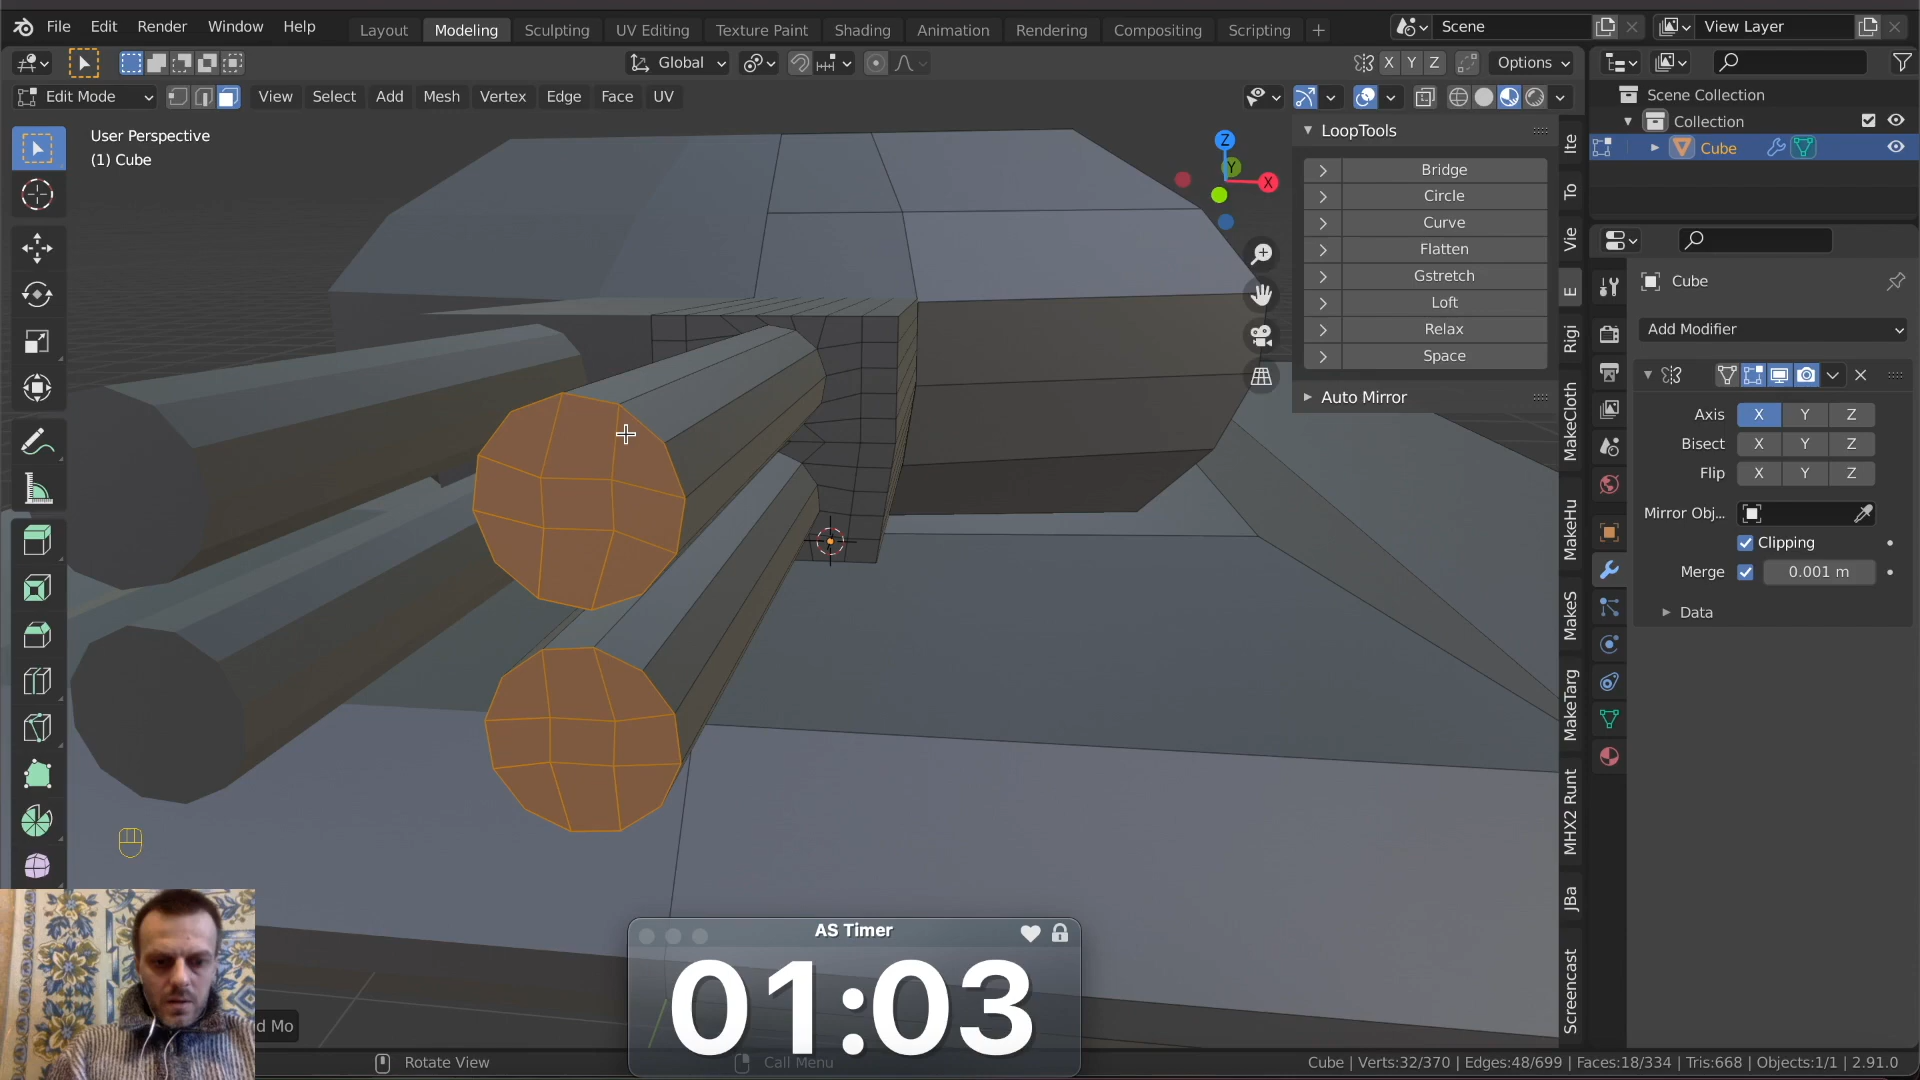 File Edit Render Window Help Layout Modeling Sculpting UV Editing Texture Paint Shading Animation Rendering Compositing Scripting + Scene View Layer
Global X Y Z Options
Edit Mode View Select Add Mesh Vertex Edge Face UV
Scene Collection
Collection
Cube
User Perspective
(1) Cube
Z
Y
X
LoopTools
Bridge
Circle
Curve
Flatten
Gstretch
Loft
Relax
Space
Auto Mirror
Ite
To
Vie
E
Rigi
MakeCloth
MakeHu
MakeS
MakeTarg
MHX2 Runt
JBa
Screencast
Cube
Add Modifier
Axis X Y Z
Bisect X Y Z
Flip X Y Z
Mirror Obj...
Clipping
Merge 0.001 m
Data
AS Timer
01:03
d Mo
Rotate View
Call Menu
Cube | Verts:32/370 | Edges:48/699 | Faces:18/334 | Tris:668 | Objects:1/1 | 2.91.0